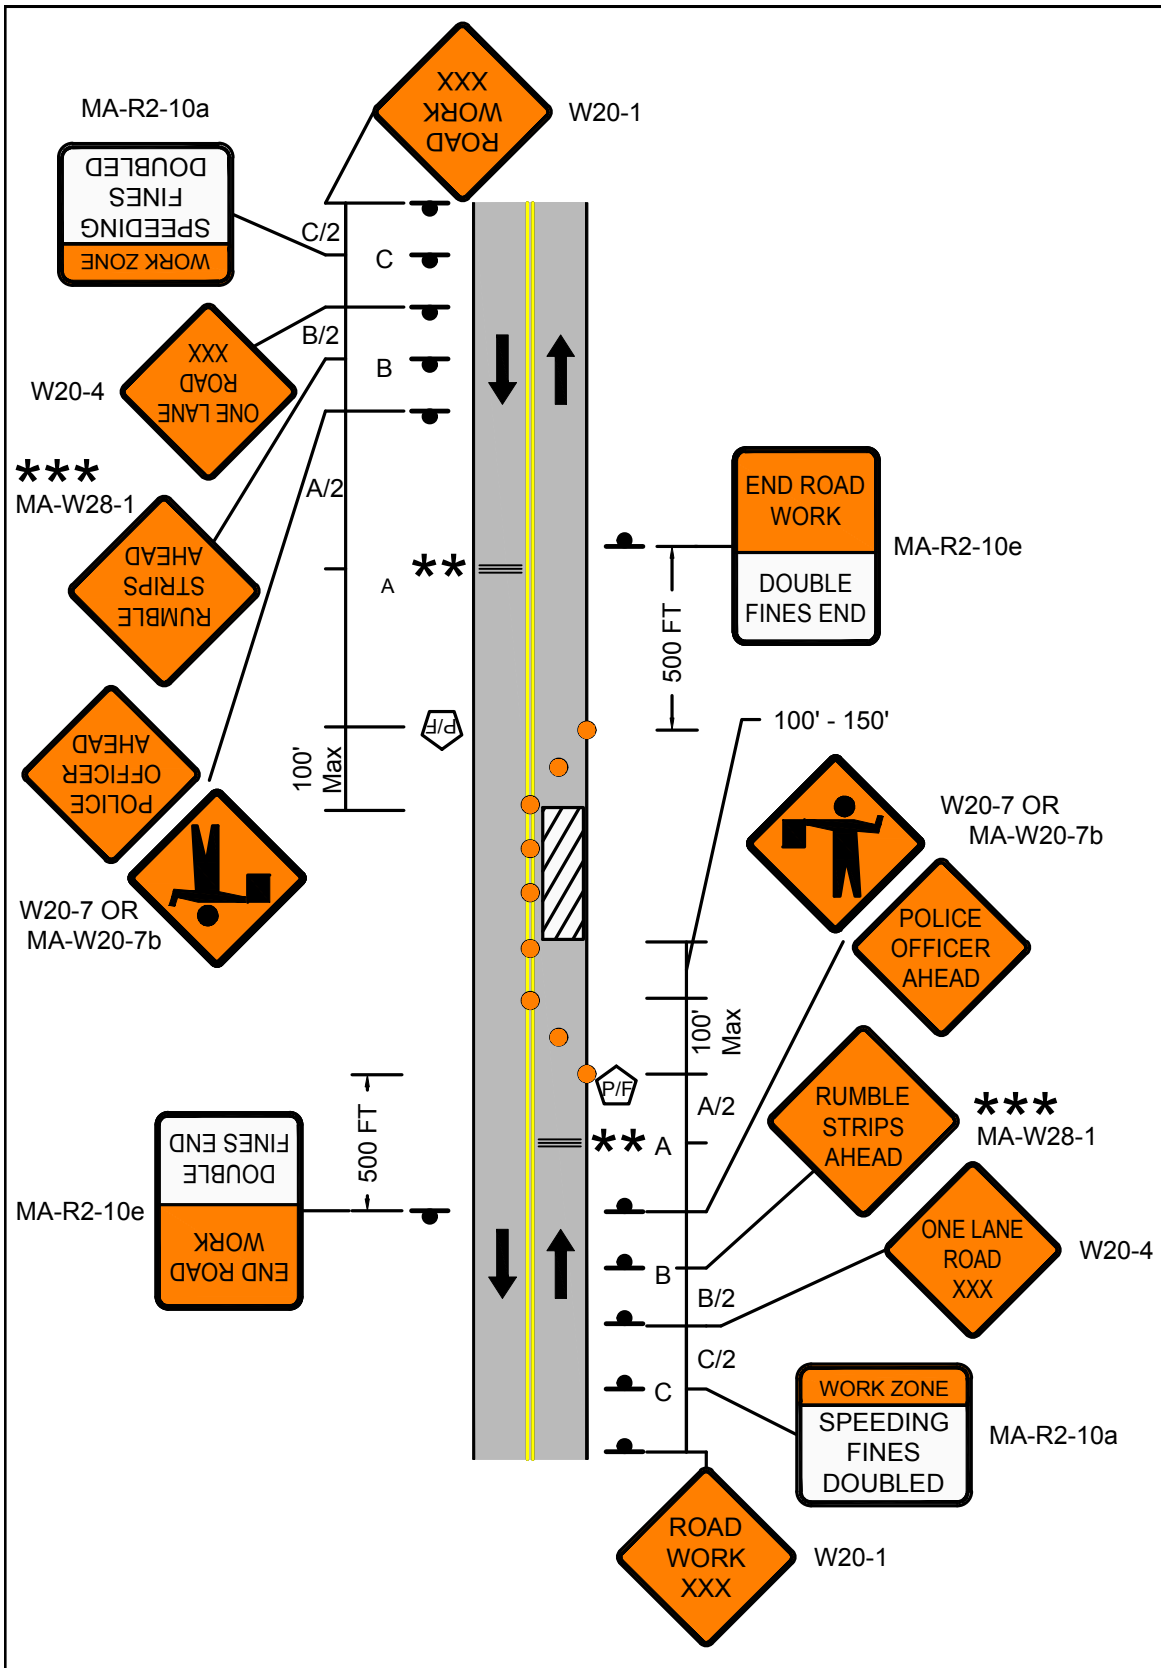 ROAD
WORK
XXX
W20-1
MA-R2-10a
WORK ZONE
SPEEDING
FINES
DOUBLED
C/2
C
ONE LANE
ROAD
XXX
W20-4
B/2
B
***
MA-W28-1
RUMBLE
STRIPS
AHEAD
A/2
A
**
END ROAD
WORK
DOUBLE
FINES END
MA-R2-10e
500 FT
POLICE
OFFICER
AHEAD
W20-7 OR
MA-W20-7b
P/F
100'
Max
100' - 150'
W20-7 OR
MA-W20-7b
POLICE
OFFICER
AHEAD
100'
Max
P/F
A/2
**
A
RUMBLE
STRIPS
AHEAD
***
MA-W28-1
500 FT
MA-R2-10e
END ROAD
WORK
DOUBLE
FINES END
B
B/2
ONE LANE
ROAD
XXX
W20-4
C/2
C
WORK ZONE
SPEEDING
FINES
DOUBLED
MA-R2-10a
ROAD
WORK
XXX
W20-1